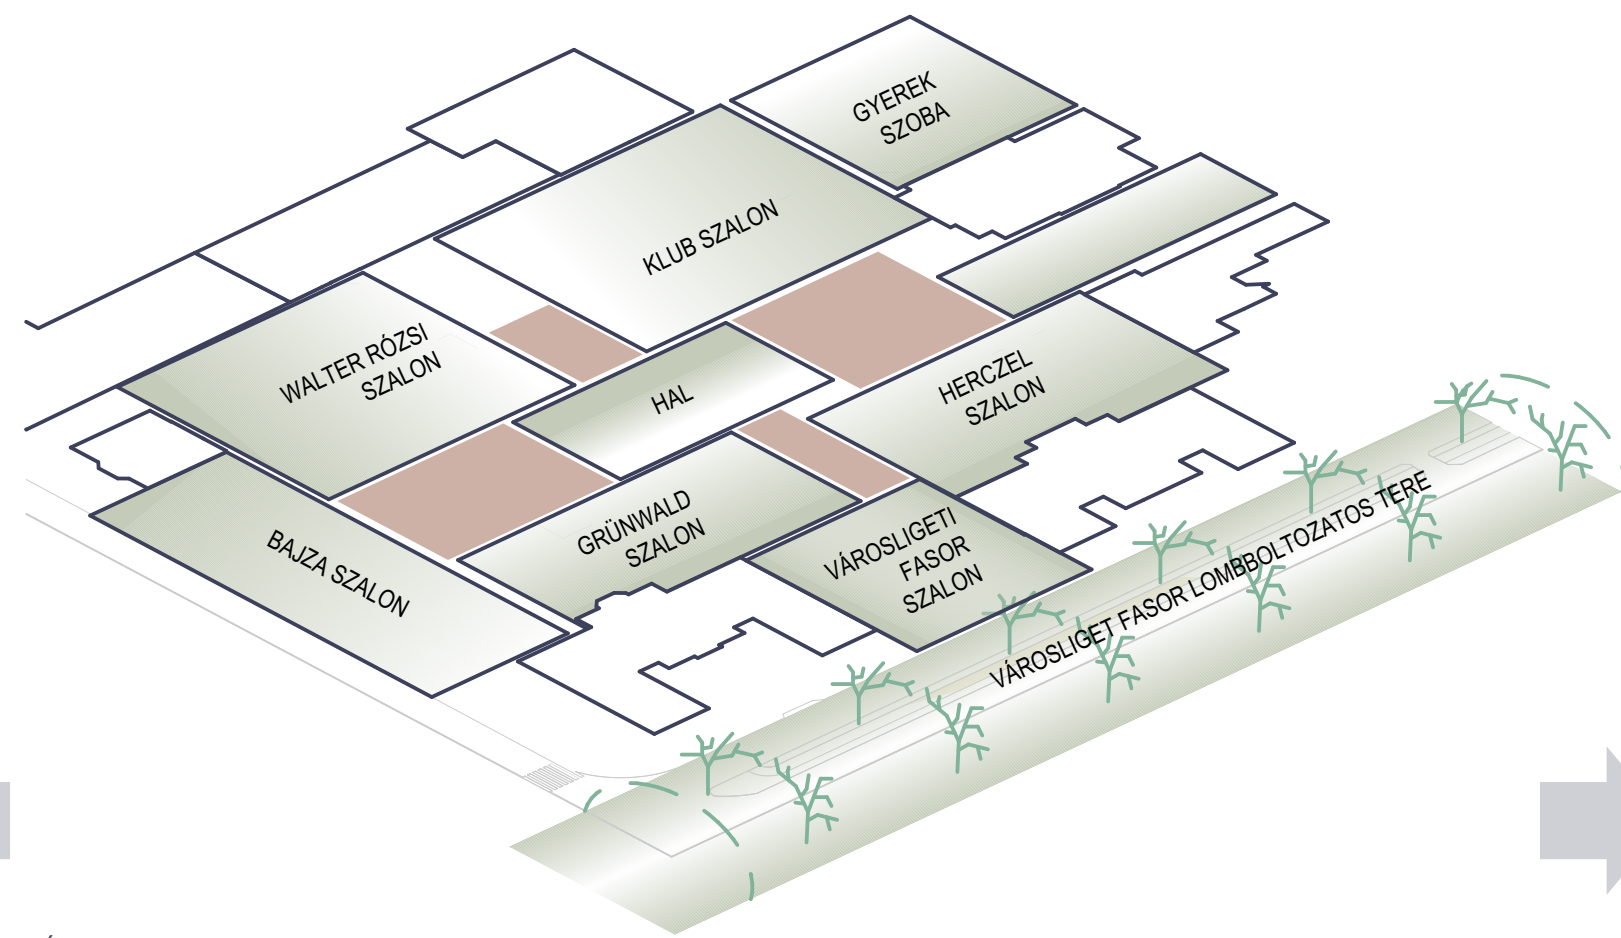 GYEREK
SZOBA
KLUB SZALON
WALTER RÓZSI
SZALON
HAL
HERCZEL
SZALON
GRÜNWALD
SZALON
VÁROSLIGETI
FASOR
SZALON
BAJZA SZALON
VÁROSLIGET FASOR LOMBBOLTOZATOS TERE